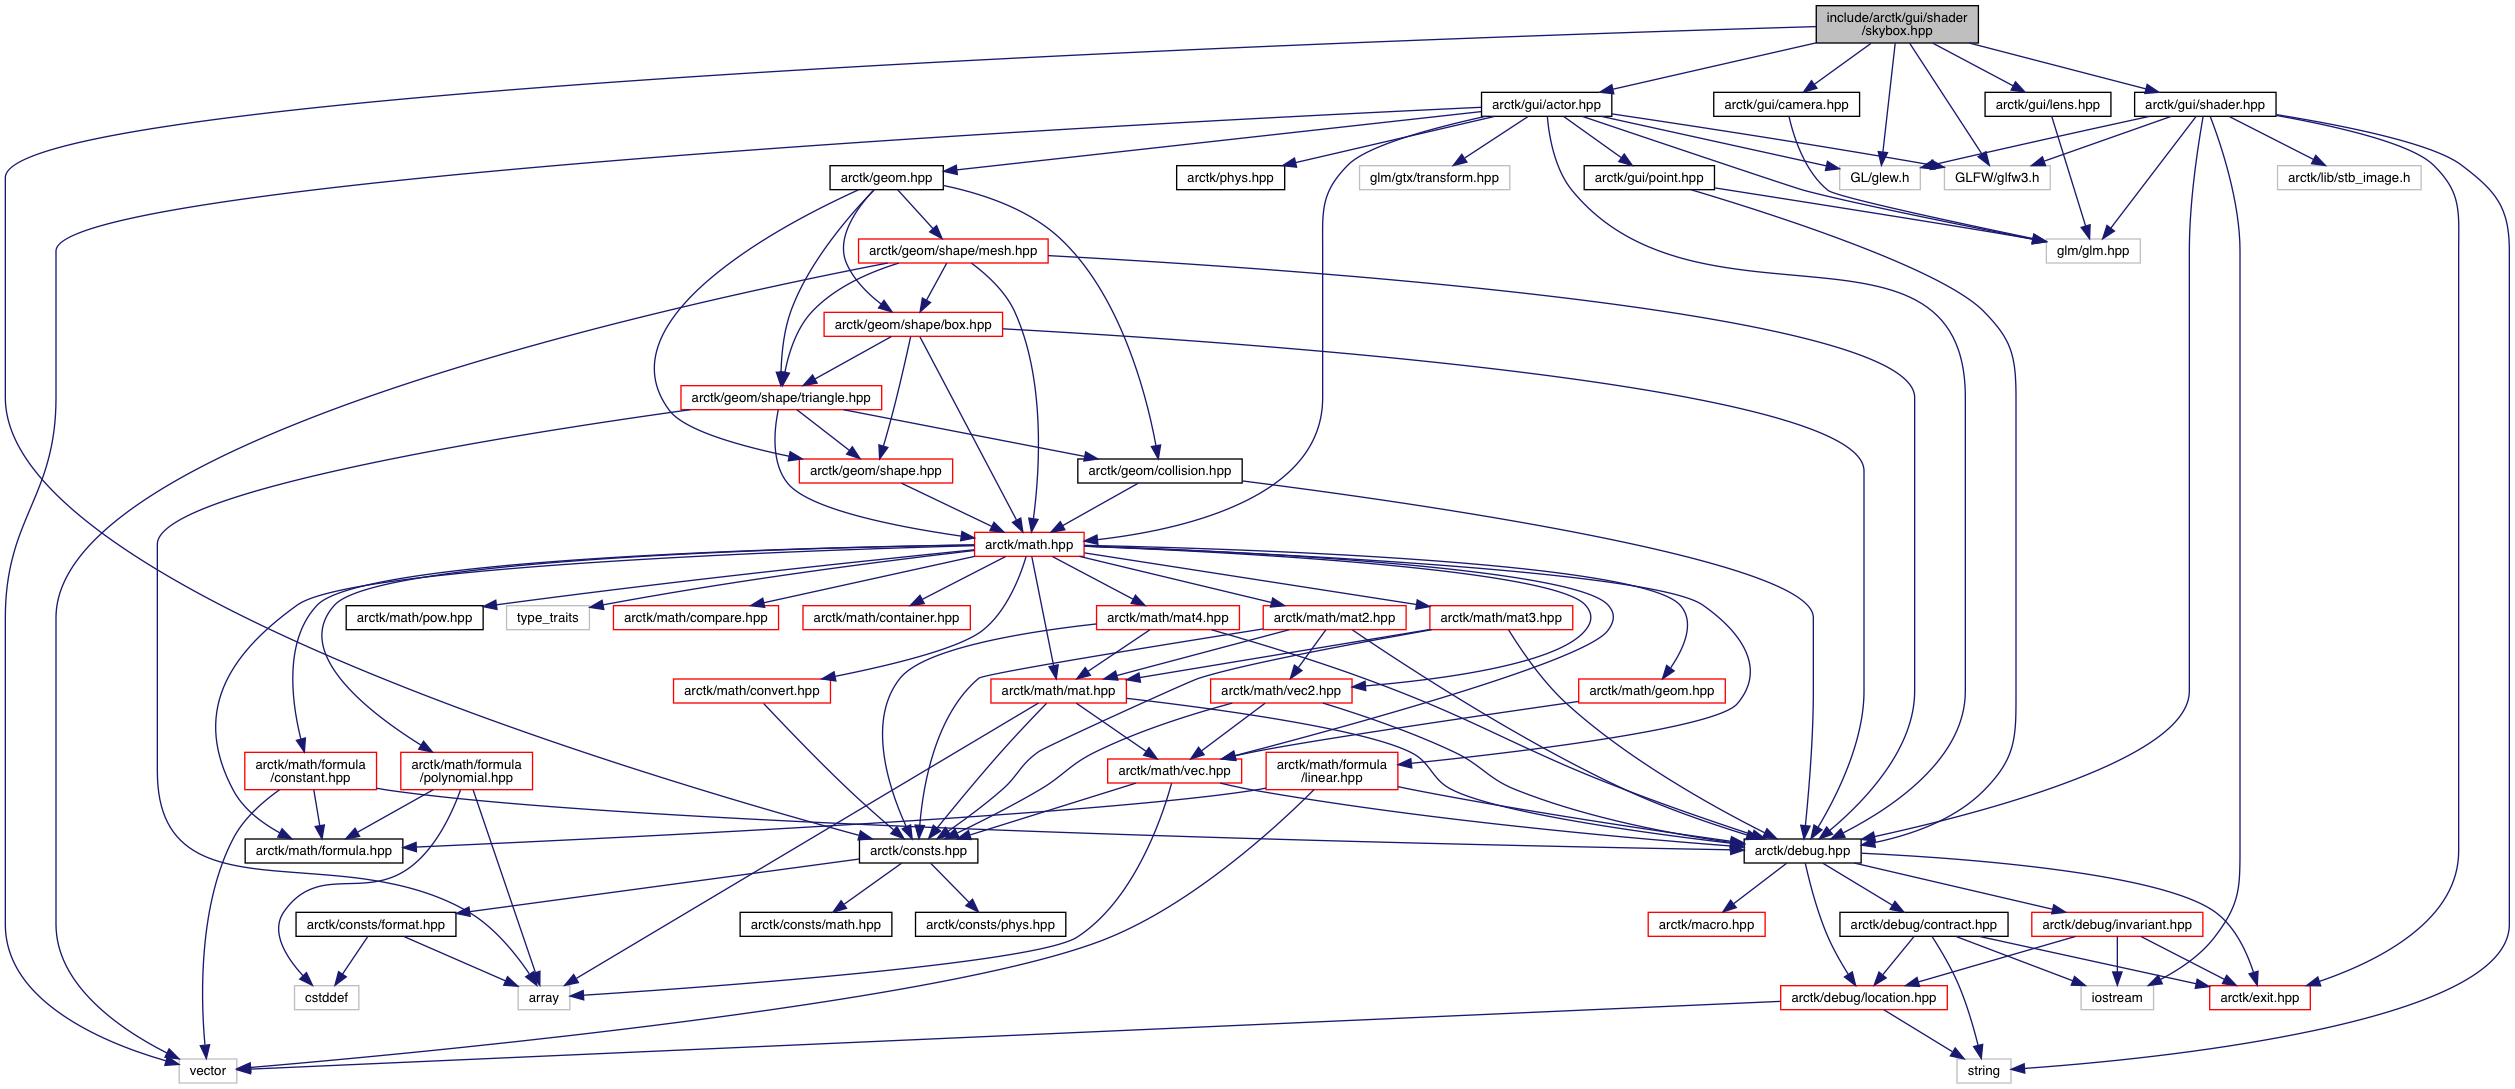 include/arctk/gui/shader
/skybox.hpp
arctk/gui/actor.hpp
arctk/gui/camera.hpp
arctk/gui/lens.hpp
arctk/gui/shader.hpp
arctk/geom.hpp
arctk/phys.hpp
glm/gtx/transform.hpp
arctk/gui/point.hpp
GL/glew.h
GLFW/glfw3.h
arctk/lib/stb_image.h
arctk/geom/shape/mesh.hpp
glm/glm.hpp
arctk/geom/shape/box.hpp
arctk/geom/shape/triangle.hpp
arctk/geom/shape.hpp
arctk/geom/collision.hpp
arctk/math.hpp
arctk/math/pow.hpp
type_traits
arctk/math/compare.hpp
arctk/math/container.hpp
arctk/math/mat4.hpp
arctk/math/mat2.hpp
arctk/math/mat3.hpp
arctk/math/convert.hpp
arctk/math/mat.hpp
arctk/math/vec2.hpp
arctk/math/geom.hpp
arctk/math/formula
/constant.hpp
arctk/math/formula
/polynomial.hpp
arctk/math/vec.hpp
arctk/math/formula
/linear.hpp
arctk/math/formula.hpp
arctk/consts.hpp
arctk/debug.hpp
arctk/consts/format.hpp
arctk/consts/math.hpp
arctk/consts/phys.hpp
arctk/macro.hpp
arctk/debug/contract.hpp
arctk/debug/invariant.hpp
cstddef
array
arctk/debug/location.hpp
iostream
arctk/exit.hpp
vector
string